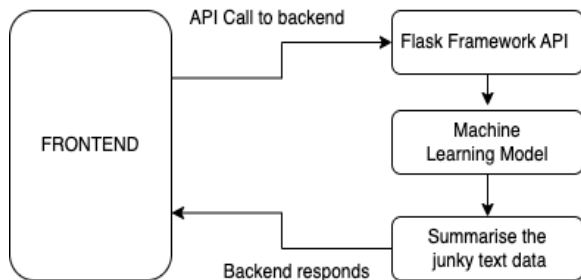 API Call to backend
Flask Framework API
FRONTEND
Machine
Learning Model
Summarise the
junky text data
Backend responds